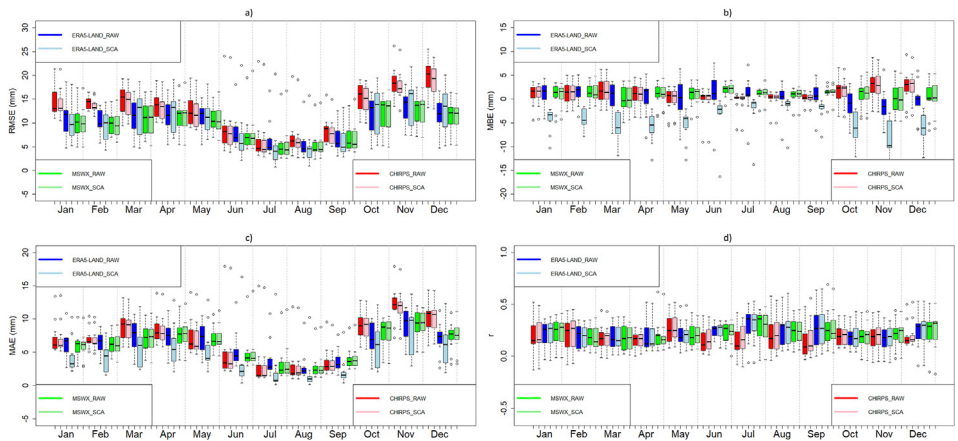 a)
ERA5-LAND_RAW
ERA5-LAND_SCA
RMSE (mm)
30
25
20
15
10
5
0
-5
MSWX_RAW
MSWX_SCA
CHIRPS_RAW
CHIRPS_SCA
Jan Feb Mar Apr May Jun Jul Aug Sep Oct Nov Dec
b)
ERA5-LAND_RAW
ERA5-LAND_SCA
MBE (mm)
15
10
5
0
-5
-10
-15
-20
MSWX_RAW
MSWX_SCA
CHIRPS_RAW
CHIRPS_SCA
Jan Feb Mar Apr May Jun Jul Aug Sep Oct Nov Dec
c)
ERA5-LAND_RAW
ERA5-LAND_SCA
MAE (mm)
20
15
10
5
0
-5
MSWX_RAW
MSWX_SCA
CHIRPS_RAW
CHIRPS_SCA
Jan Feb Mar Apr May Jun Jul Aug Sep Oct Nov Dec
d)
ERA5-LAND_RAW
ERA5-LAND_SCA
r
1.0
0.5
0.0
-0.5
MSWX_RAW
MSWX_SCA
CHIRPS_RAW
CHIRPS_SCA
Jan Feb Mar Apr May Jun Jul Aug Sep Oct Nov Dec